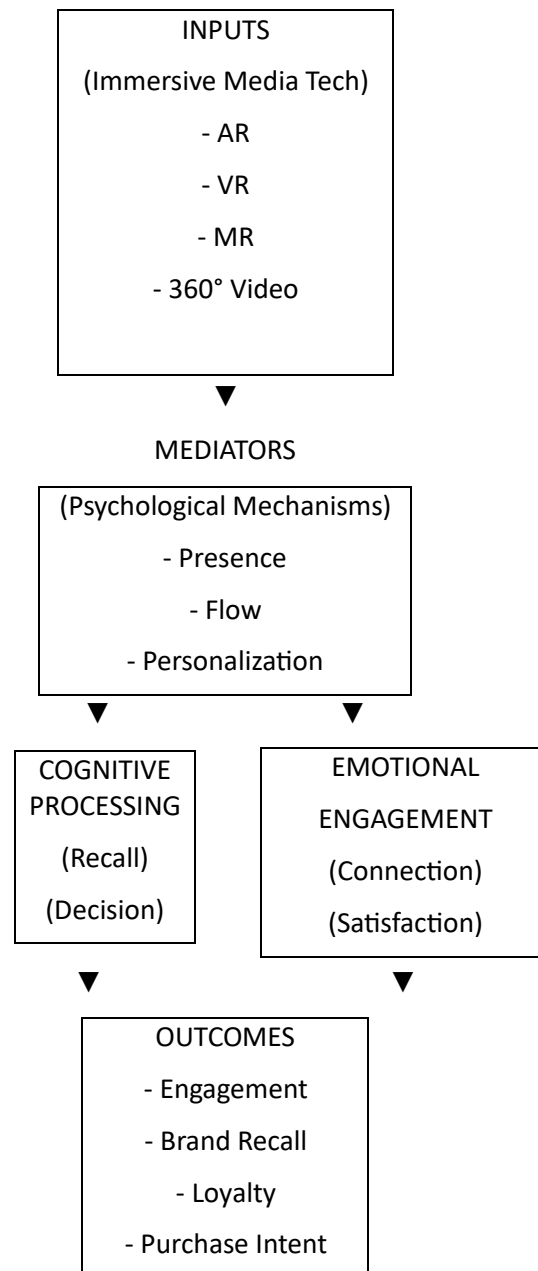 INPUTS
(Immersive Media Tech)
- AR
- VR
- MR
- 360° Video
MEDIATORS
(Psychological Mechanisms)
- Presence
- Flow
- Personalization
COGNITIVE
PROCESSING
(Recall)
(Decision)
EMOTIONAL
ENGAGEMENT
(Connection)
(Satisfaction)
OUTCOMES
- Engagement
- Brand Recall
- Loyalty
- Purchase Intent